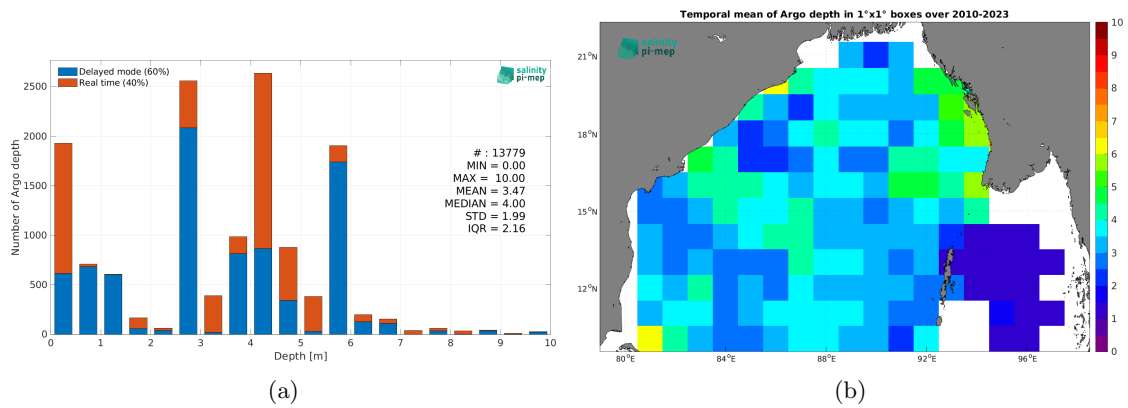 Delayed mode (60%)
Real time (40%)
salinity
pi-mep
# : 13779
MIN = 0.00
MAX = 10.00
MEAN = 3.47
MEDIAN = 4.00
STD = 1.99
IQR = 2.16
Number of Argo depth
2500
2000
1500
1000
500
0
0 1 2 3 4 5 6 7 8 9 10
Depth [m]
(a)
Temporal mean of Argo depth in 1°x1° boxes over 2010-2023
salinity
pi-mep
21°N
18°N
15°N
12°N
80°E 84°E 88°E 92°E 96°E
10
9
8
7
6
5
4
3
2
1
0
(b)